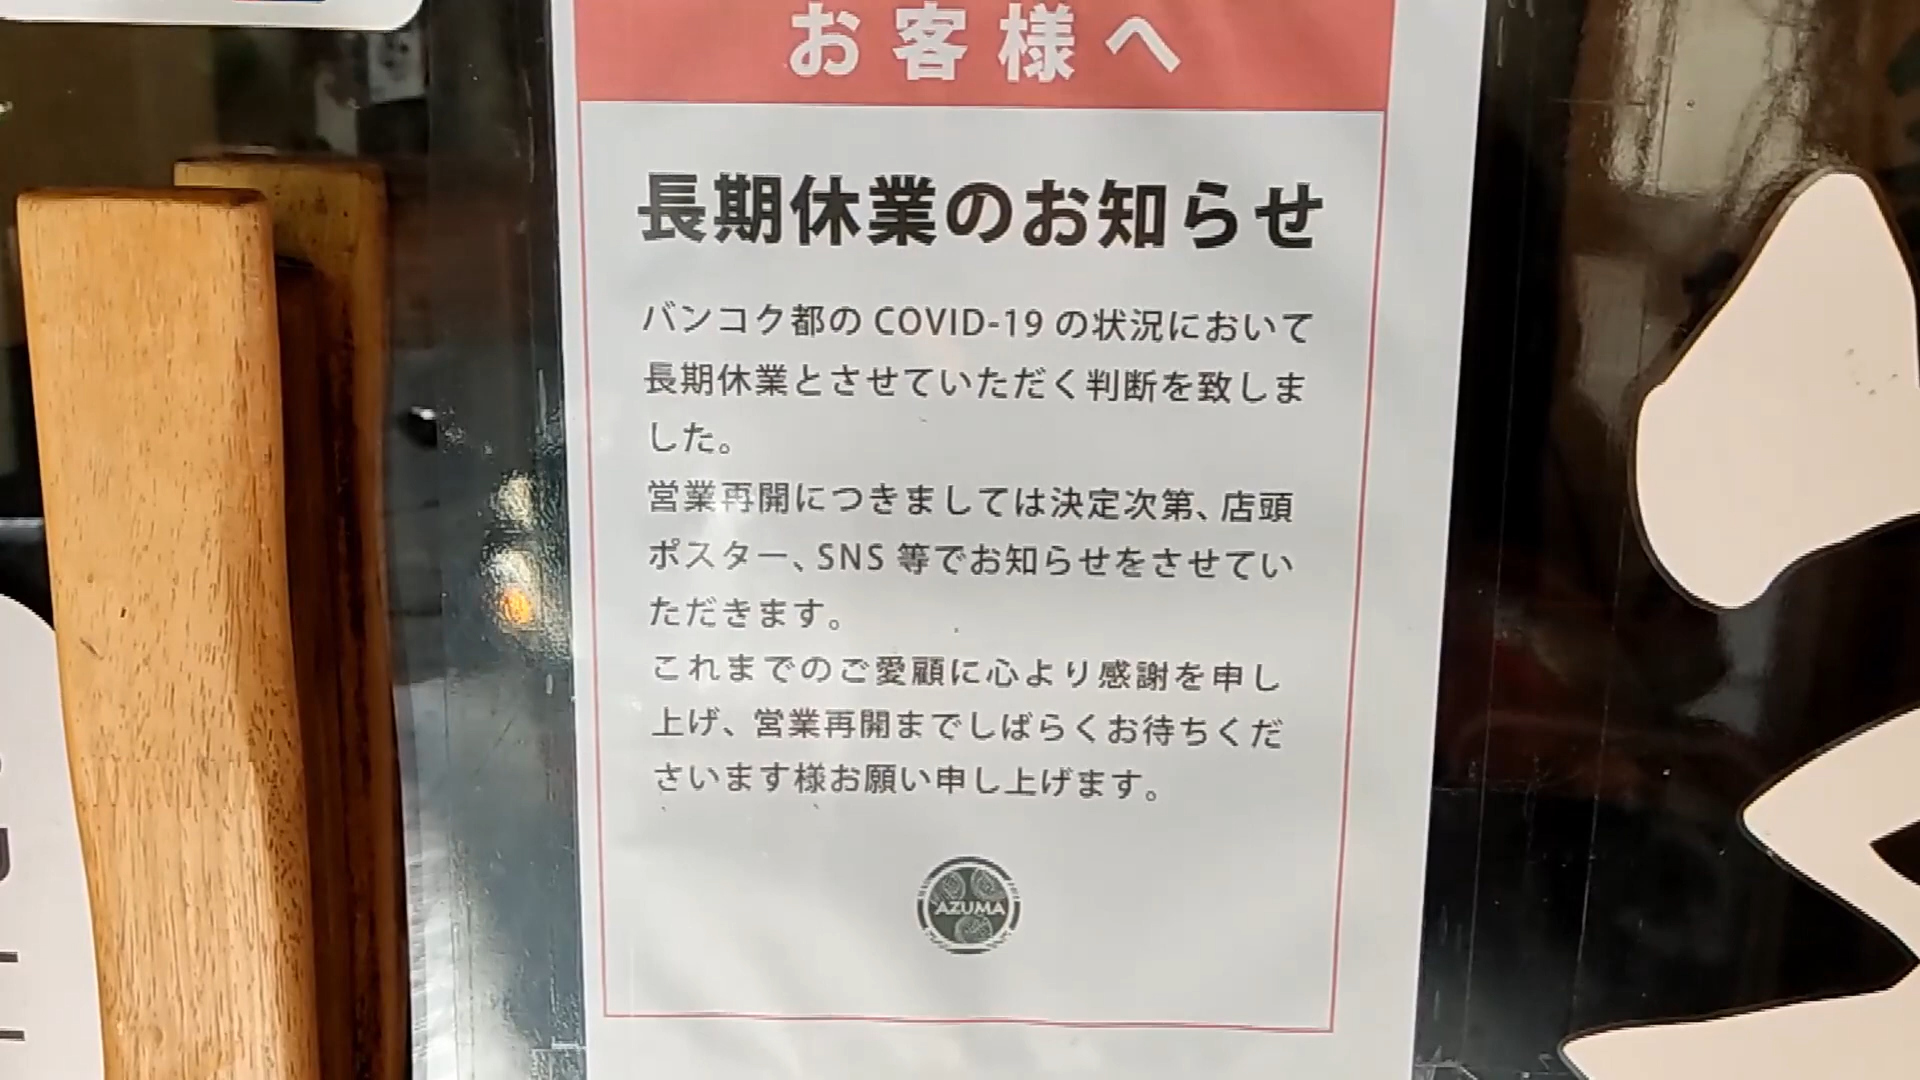 お客様へ
長期休業のお知らせ
バンコク都の COVID-19 の状況において
長期休業とさせていただく判断を致しま
した。
営業再開につきましては決定次第、店頭
ポスター、SNS 等でお知らせをさせてい
ただきます。
これまでのご愛顧に心より感謝を申し
上げ、営業再開までしばらくお待ちくだ
さいます様お願い申し上げます。
AZUMA